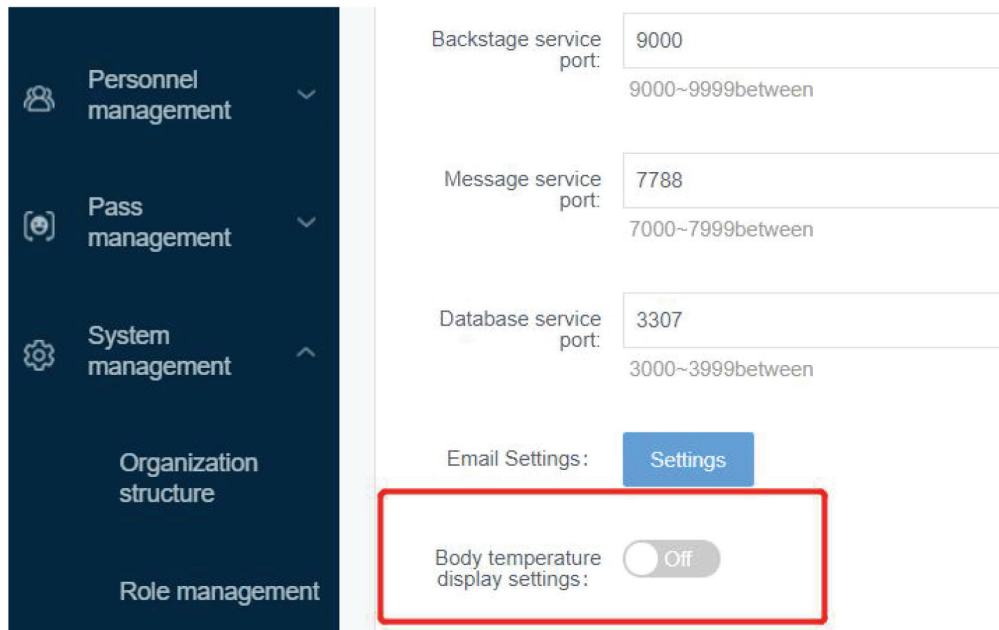 Personnel
management
Pass
management
System
management
Organization
structure
Role management
Backstage service
port:
9000
9000~9999between
Message service
port:
7788
7000~7999between
Database service
port:
3307
3000~3999between
Email Settings:
Settings
Body temperature
display settings:
Off